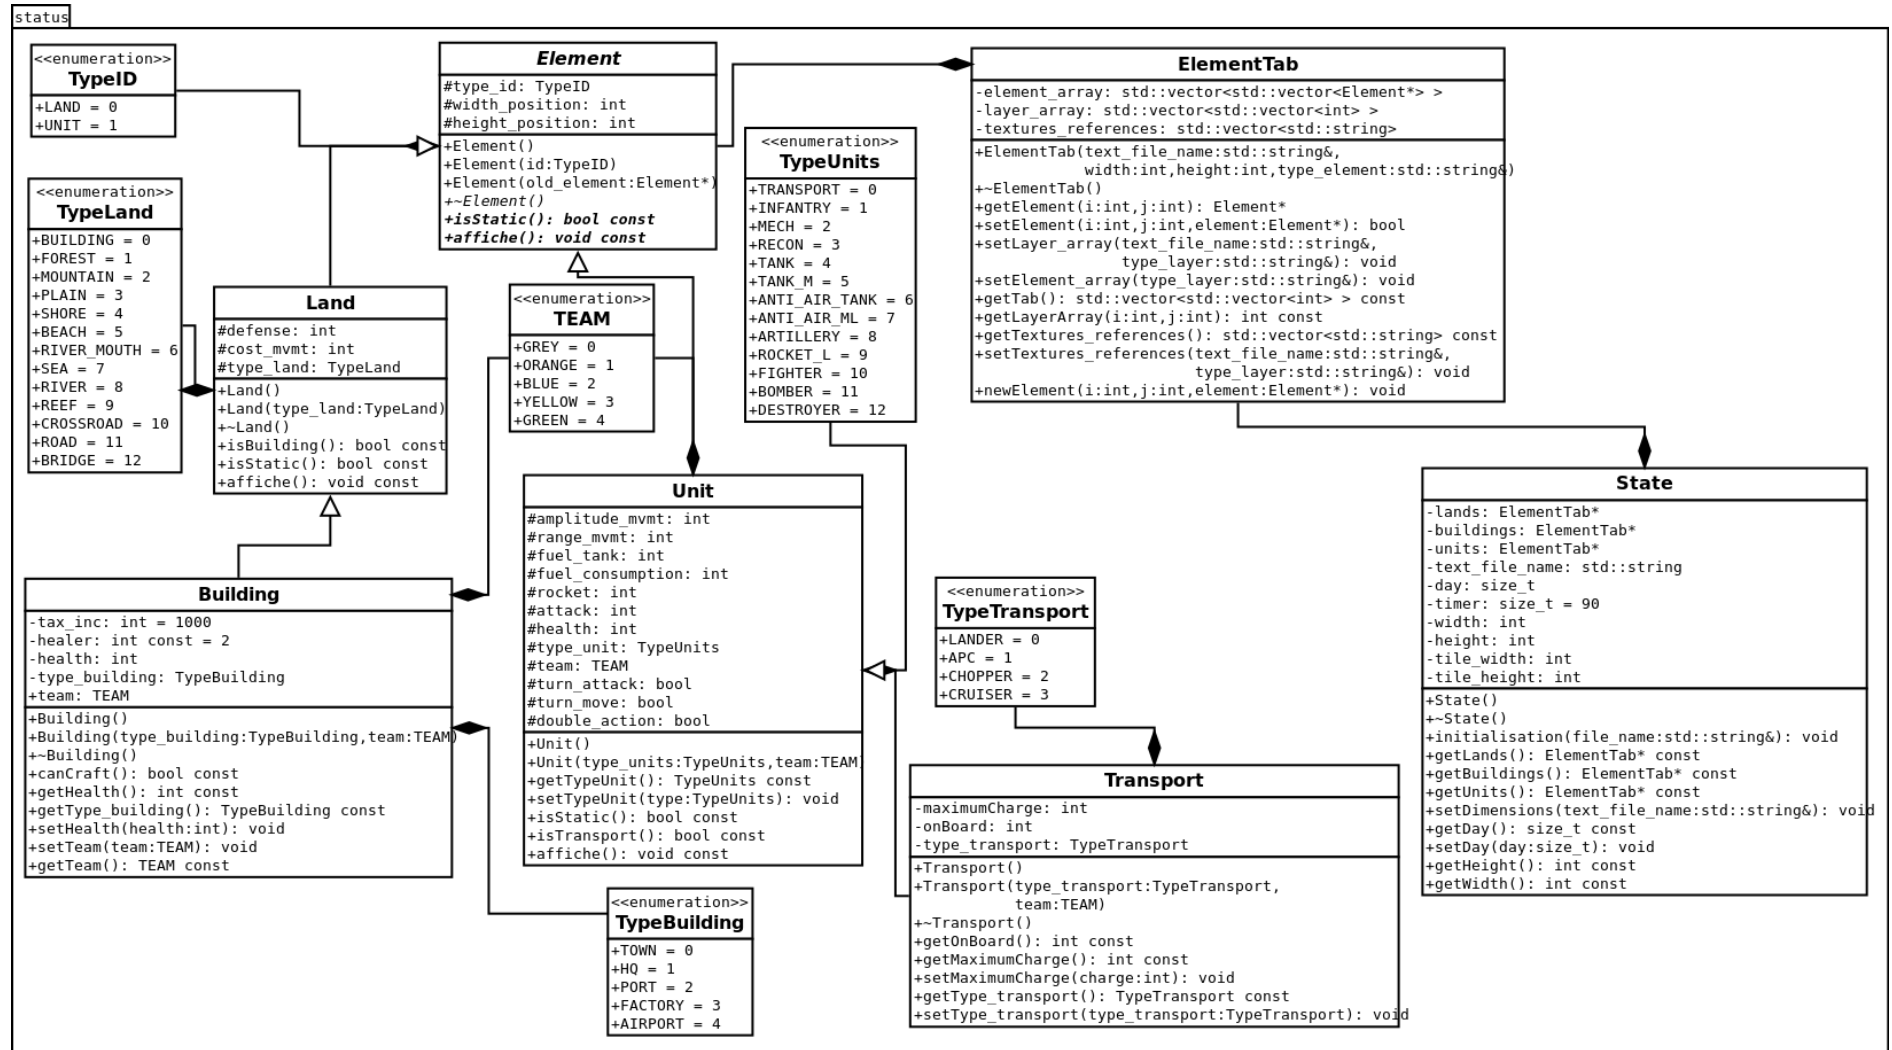 status
<<enumeration>>
TypeID
+LAND = 0
+UNIT = 1
Element
#type_id: TypeID
#width_position: int
#height_position: int
+Element()
+Element(id:TypeID)
+Element(old_element:Element*)
+~Element()
+isStatic(): bool const
+affiche(): void const
ElementTab
-element_array: std::vector<std::vector<Element*> >
-layer_array: std::vector<std::vector<int> >
-textures_references: std::vector<std::string>
+ElementTab(text_file_name:std::string&,
width:int,height:int,type_element:std::string&)
+~ElementTab()
+getElement(i:int,j:int): Element*
+setElement(i:int,j:int,element:Element*): bool
+setLayer_array(text_file_name:std::string&,
type_layer:std::string&): void
+setElement_array(type_layer:std::string&): void
+getTab(): std::vector<std::vector<int> > const
+getLayerArray(i:int,j:int): int const
+getTextures_references(): std::vector<std::string> const
+setTextures_references(text_file_name:std::string&,
type_layer:std::string&): void
+newElement(i:int,j:int,element:Element*): void
<<enumeration>>
TypeUnits
+TRANSPORT = 0
+INFANTRY = 1
+MECH = 2
+RECON = 3
+TANK = 4
+TANK_M = 5
+ANTI_AIR_TANK = 6
+ANTI_AIR_ML = 7
+ARTILLERY = 8
+ROCKET_L = 9
+FIGHTER = 10
+BOMBER = 11
+DESTROYER = 12
<<enumeration>>
TypeLand
+BUILDING = 0
+FOREST = 1
+MOUNTAIN = 2
+PLAIN = 3
+SHORE = 4
+BEACH = 5
+RIVER_MOUTH = 6
+SEA = 7
+RIVER = 8
+REEF = 9
+CROSSROAD = 10
+ROAD = 11
+BRIDGE = 12
Land
#defense: int
#cost_mvmt: int
#type_land: TypeLand
+Land()
+Land(type_land:TypeLand)
+~Land()
+isBuilding(): bool const
+isStatic(): bool const
+affiche(): void const
<<enumeration>>
TEAM
+GREY = 0
+ORANGE = 1
+BLUE = 2
+YELLOW = 3
+GREEN = 4
Unit
#amplitude_mvmt: int
#range_mvmt: int
#fuel_tank: int
#fuel_consumption: int
#rocket: int
#attack: int
#health: int
#type_unit: TypeUnits
#team: TEAM
#turn_attack: bool
#turn_move: bool
#double_action: bool
+Unit()
+Unit(type_units:TypeUnits,team:TEAM)
+getTypeUnit(): TypeUnits const
+setTypeUnit(type:TypeUnits): void
+isStatic(): bool const
+isTransport(): bool const
+affiche(): void const
State
-lands: ElementTab*
-buildings: ElementTab*
-units: ElementTab*
-text_file_name: std::string
-day: size_t
-timer: size_t = 90
-width: int
-height: int
-tile_width: int
-tile_height: int
+State()
+~State()
+initialisation(file_name:std::string&): void
+getLands(): ElementTab* const
+getBuildings(): ElementTab* const
+getUnits(): ElementTab* const
+setDimensions(text_file_name:std::string&): void
+getDay(): size_t const
+setDay(day:size_t): void
+getHeight(): int const
+getWidth(): int const
Building
-tax_inc: int = 1000
-healer: int const = 2
-health: int
-type_building: TypeBuilding
+team: TEAM
+Building()
+Building(type_building:TypeBuilding,team:TEAM)
+~Building()
+canCraft(): bool const
+getHealth(): int const
+getType_building(): TypeBuilding const
+setHealth(health:int): void
+setTeam(team:TEAM): void
+getTeam(): TEAM const
<<enumeration>>
TypeTransport
+LANDER = 0
+APC = 1
+CHOPPER = 2
+CRUISER = 3
Transport
-maximumCharge: int
-onBoard: int
-type_transport: TypeTransport
+Transport()
+Transport(type_transport:TypeTransport,
team:TEAM)
+~Transport()
+getOnBoard(): int const
+getMaximumCharge(): int const
+setMaximumCharge(charge:int): void
+getType_transport(): TypeTransport const
+setType_transport(type_transport:TypeTransport): void
<<enumeration>>
TypeBuilding
+TOWN = 0
+HQ = 1
+PORT = 2
+FACTORY = 3
+AIRPORT = 4